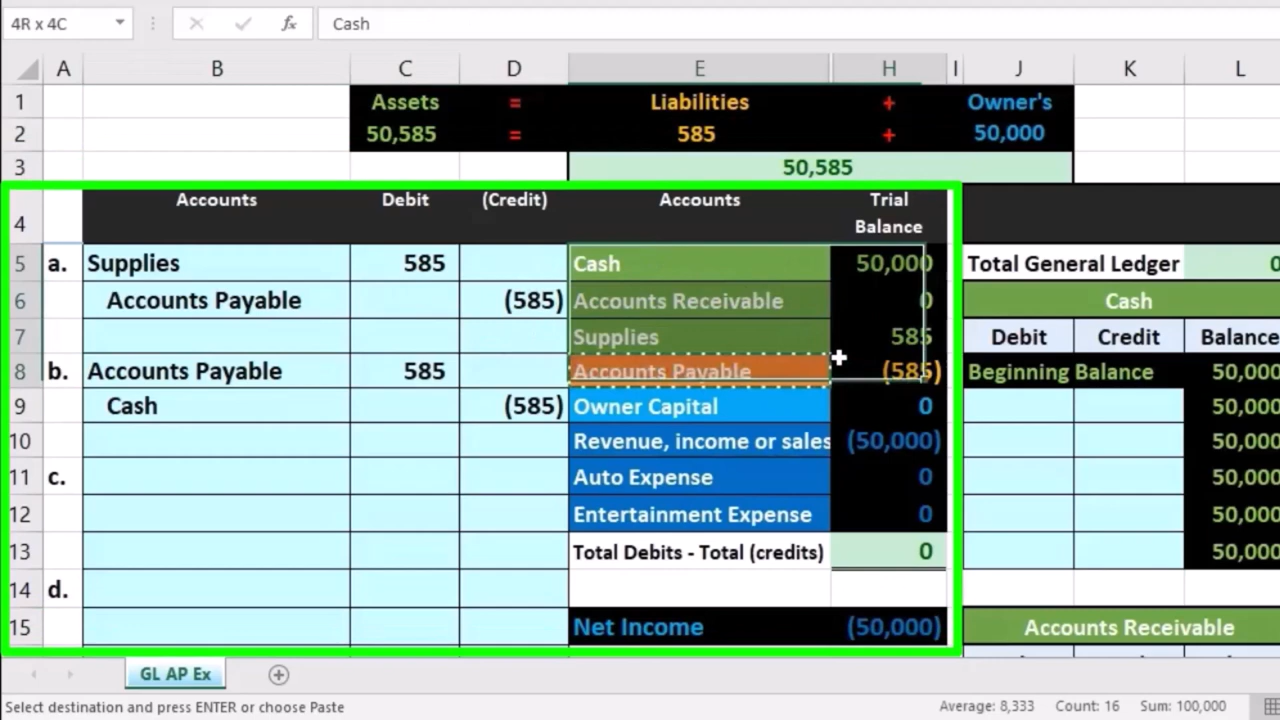 4R x 4C fx Cash
A B C D E H I J K L
1 Assets = Liabilities + Owner's
2 50,585 = 585 + 50,000
3 50,585
4 Accounts Debit (Credit) Accounts Trial Balance
5 a. Supplies 585 Cash 50,000 Total General Ledger 0
6 Accounts Payable (585) Accounts Receivable 0 Cash
7 Supplies 585 Debit Credit Balance
8 b. Accounts Payable 585 Accounts Payable (585) Beginning Balance 50,000
9 Cash (585) Owner Capital 0 50,000
10 Revenue, income or sales (50,000) 50,000
11 c. Auto Expense 0 50,000
12 Entertainment Expense 0 50,000
13 Total Debits - Total (credits) 0 50,000
14 d.
15 Net Income (50,000) Accounts Receivable
GL AP Ex
Select destination and press ENTER or choose Paste Average: 8,333 Count: 16 Sum: 100,000